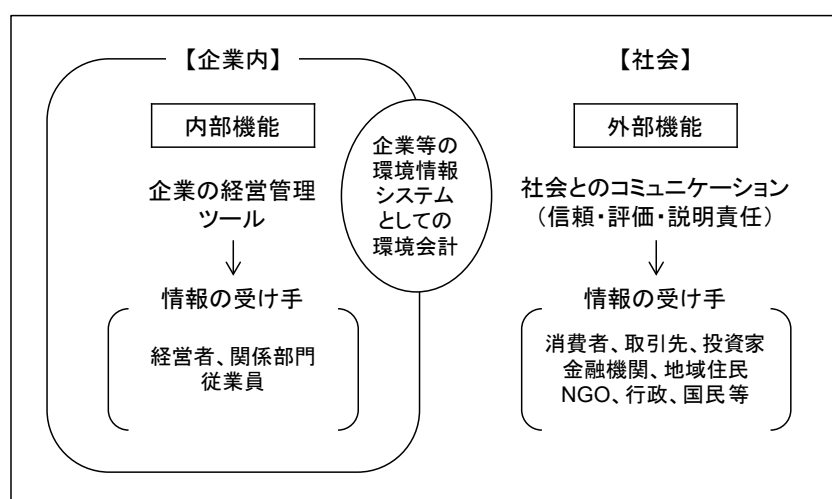 【企業内】
内部機能
企業の経営管理
ツール
情報の受け手
経営者、関係部門
従業員
企業等の
環境情報
システム
としての
環境会計
【社会】
外部機能
社会とのコミュニケーション
（信頼・評価・説明責任）
情報の受け手
消費者、取引先、投資家
金融機関、地域住民
NGO、行政、国民等